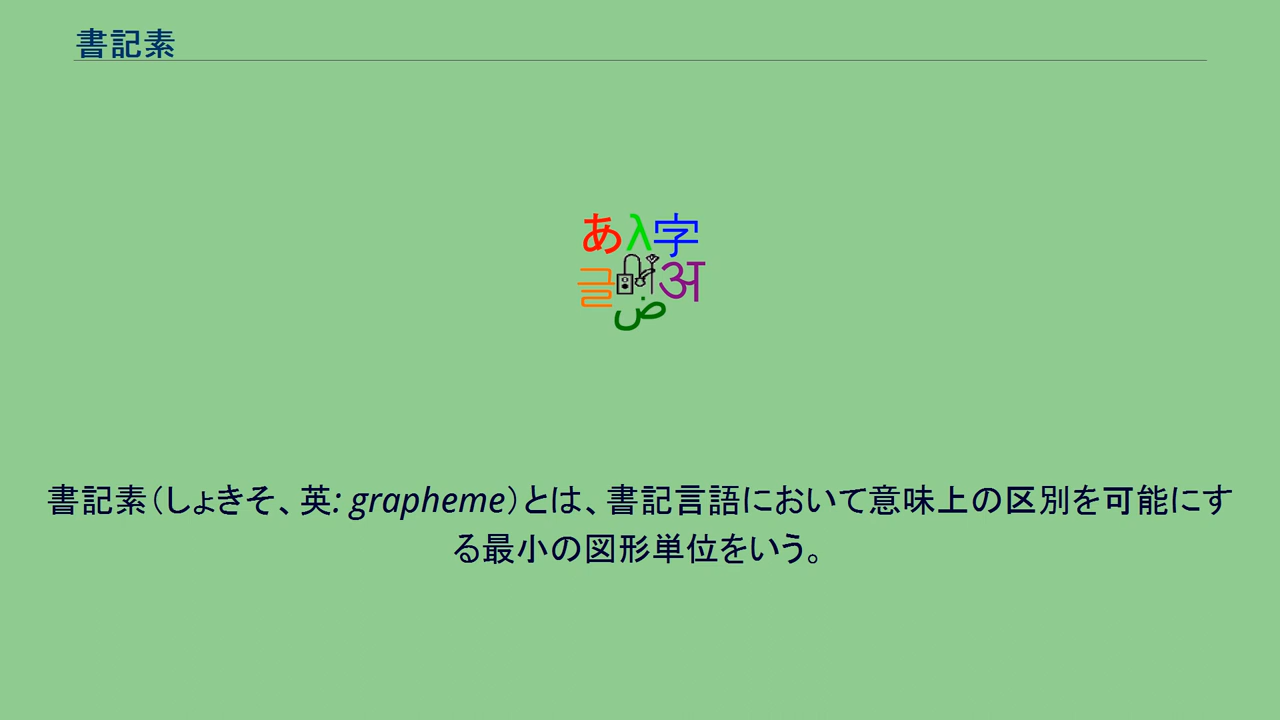 書記素
あλ字
글अ
ض
書記素（しょきそ、英: grapheme）とは、書記言語において意味上の区別を可能にす
る最小の図形単位をいう。